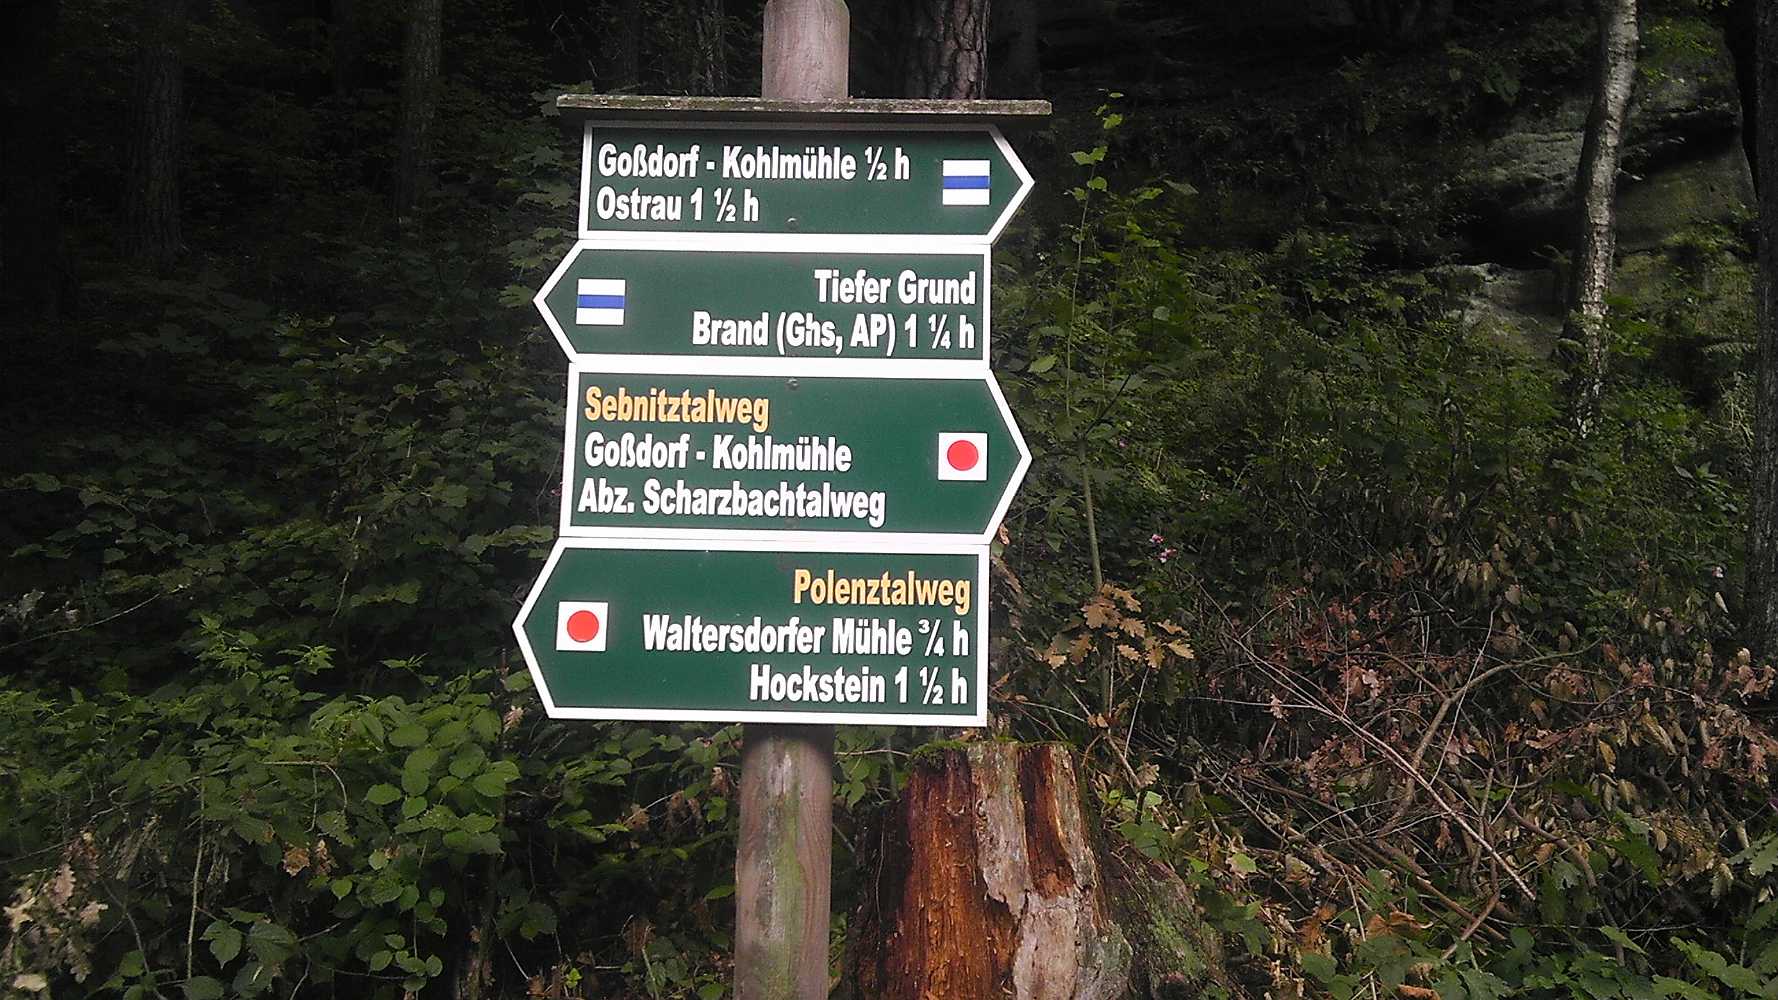 Goßdorf - Kohlmühle ½ h
Ostrau 1 ½ h
Tiefer Grund
Brand (Ghs, AP) 1 ¼ h
Sebnitztalweg
Goßdorf - Kohlmühle
Abz. Scharzbachtalweg
Polenztalweg
Waltersdorfer Mühle ¾ h
Hockstein 1 ½ h